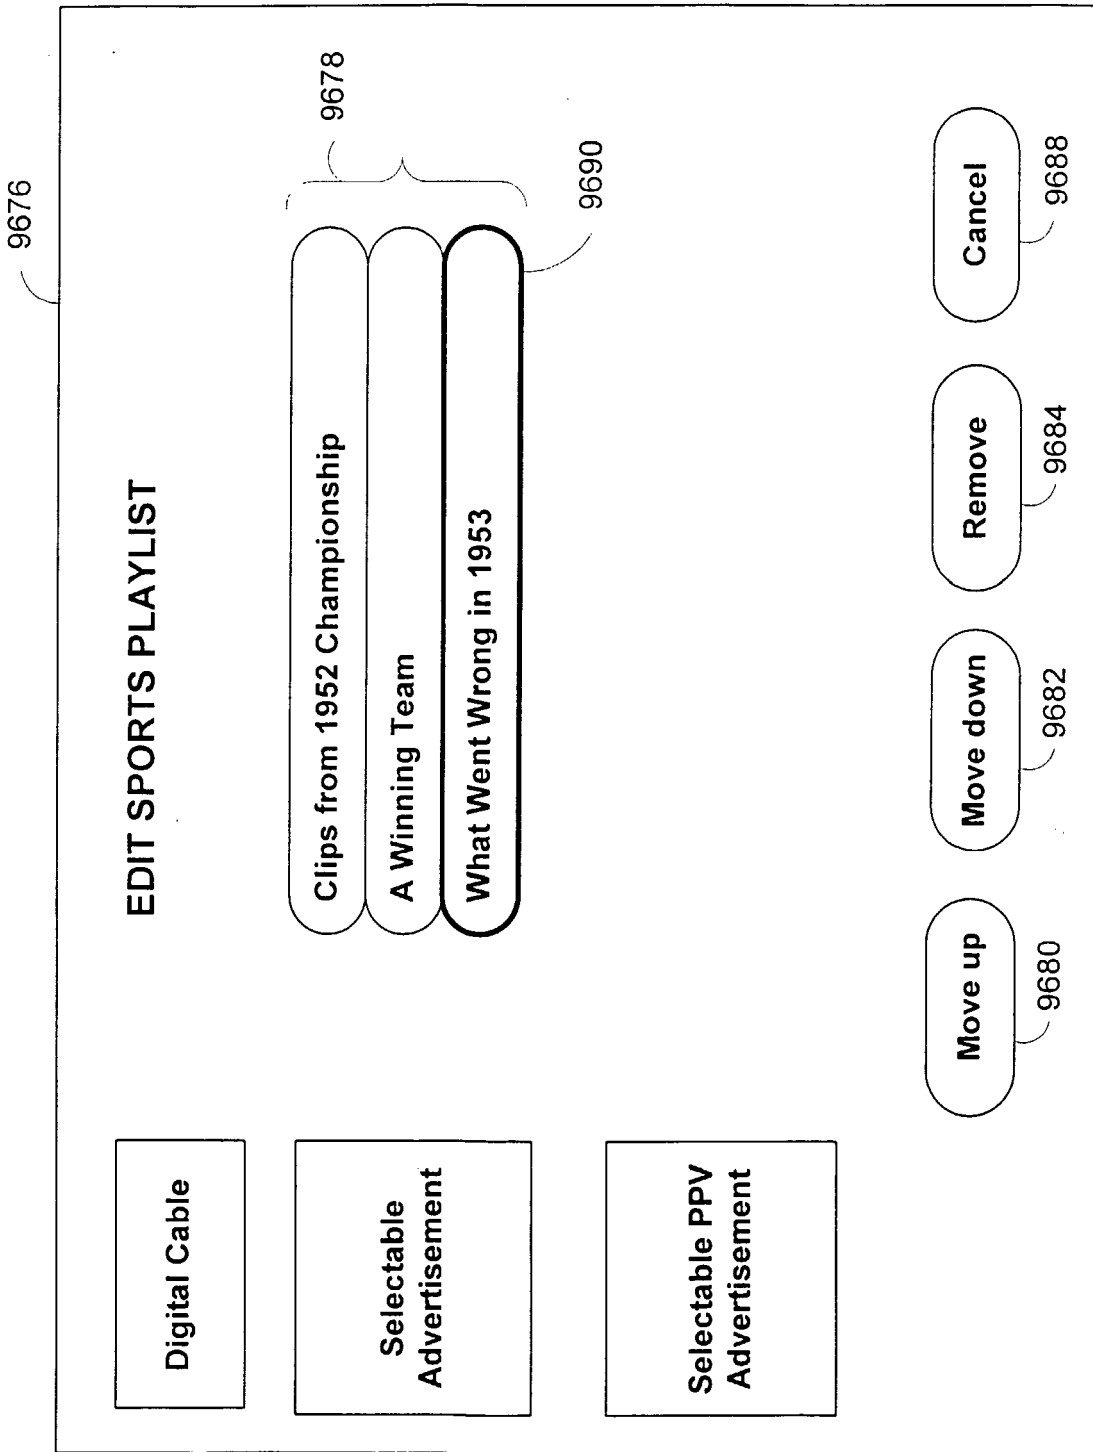 9676
Digital Cable
EDIT SPORTS PLAYLIST
Selectable
Advertisement
Clips from 1952 Championship
A Winning Team
What Went Wrong in 1953
9678
9690
Selectable PPV
Advertisement
Move up
Move down
Remove
Cancel
9680
9682
9684
9688